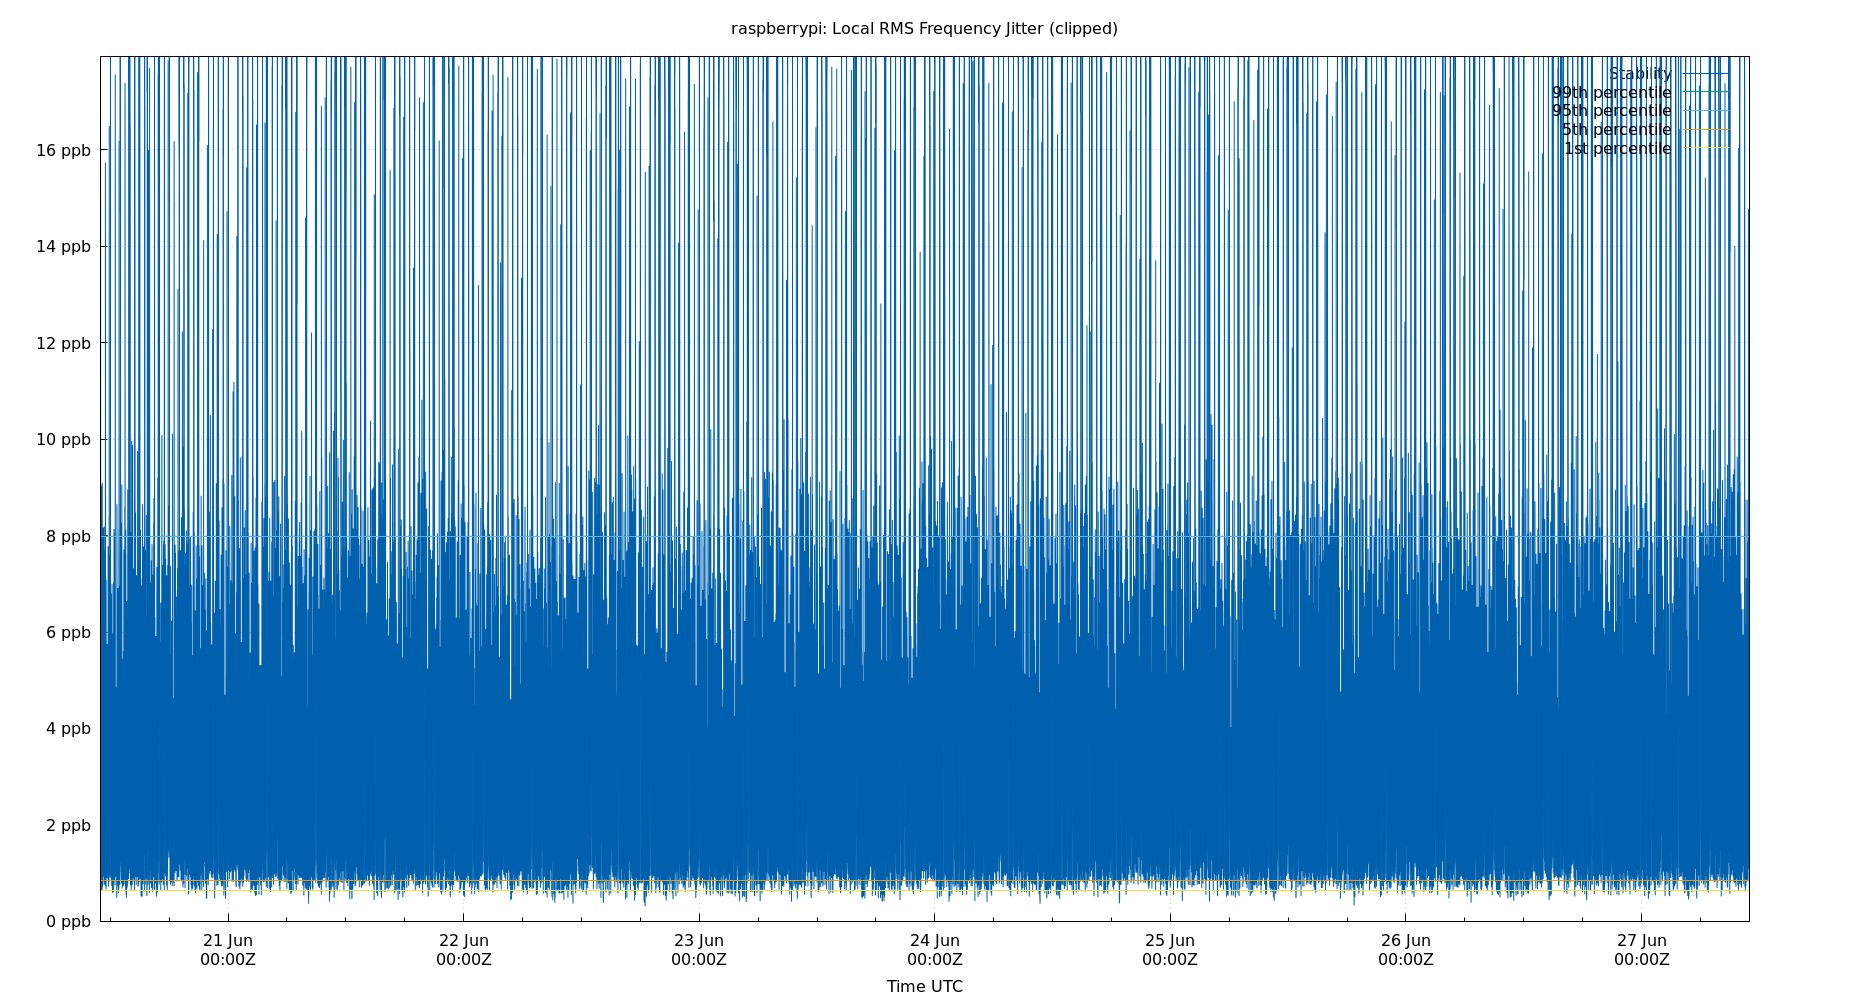 raspberrypi: Local RMS Frequency Jitter (clipped)
Stability
99th percentile
95th percentile
5th percentile
1st percentile
16 ppb
14 ppb
12 ppb
10 ppb
8 ppb
6 ppb
4 ppb
2 ppb
0 ppb
21 Jun 22 Jun 23 Jun 24 Jun 25 Jun 26 Jun 27 Jun
00:00Z 00:00Z 00:00Z 00:00Z 00:00Z 00:00Z 00:00Z
Time UTC